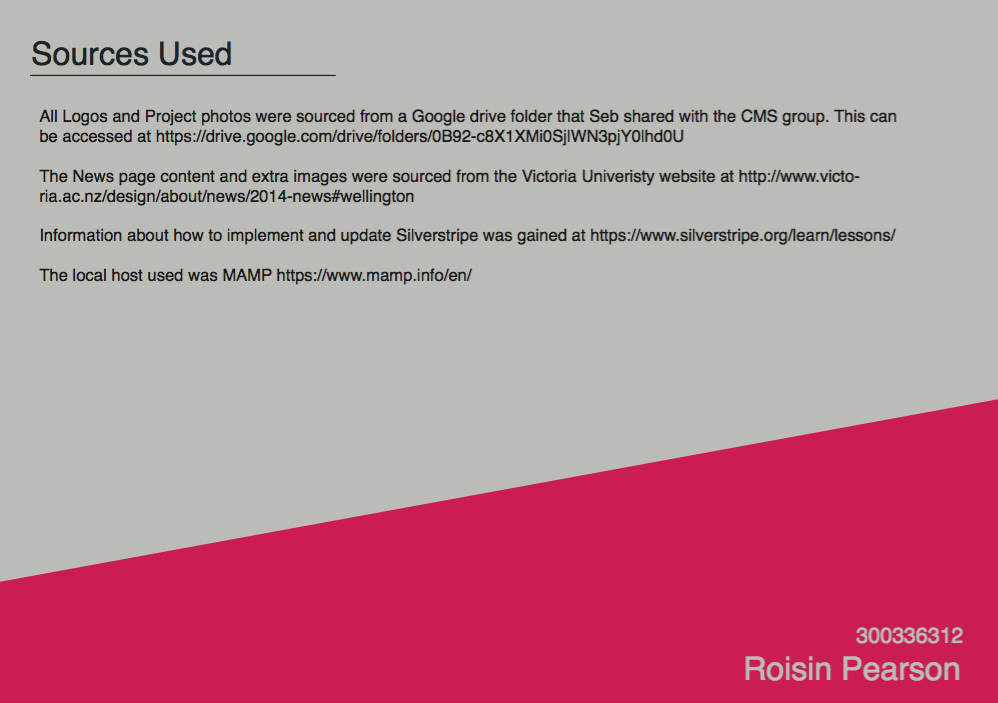 Sources Used
All Logos and Project photos were sourced from a Google drive folder that Seb shared with the CMS group. This can
be accessed at https://drive.google.com/drive/folders/0B92-c8X1XMi0SjlWN3pjY0lhd0U
The News page content and extra images were sourced from the Victoria Univeristy website at http://www.victo-
ria.ac.nz/design/about/news/2014-news#wellington
Information about how to implement and update Silverstripe was gained at https://www.silverstripe.org/learn/lessons/
The local host used was MAMP https://www.mamp.info/en/
300336312
Roisin Pearson